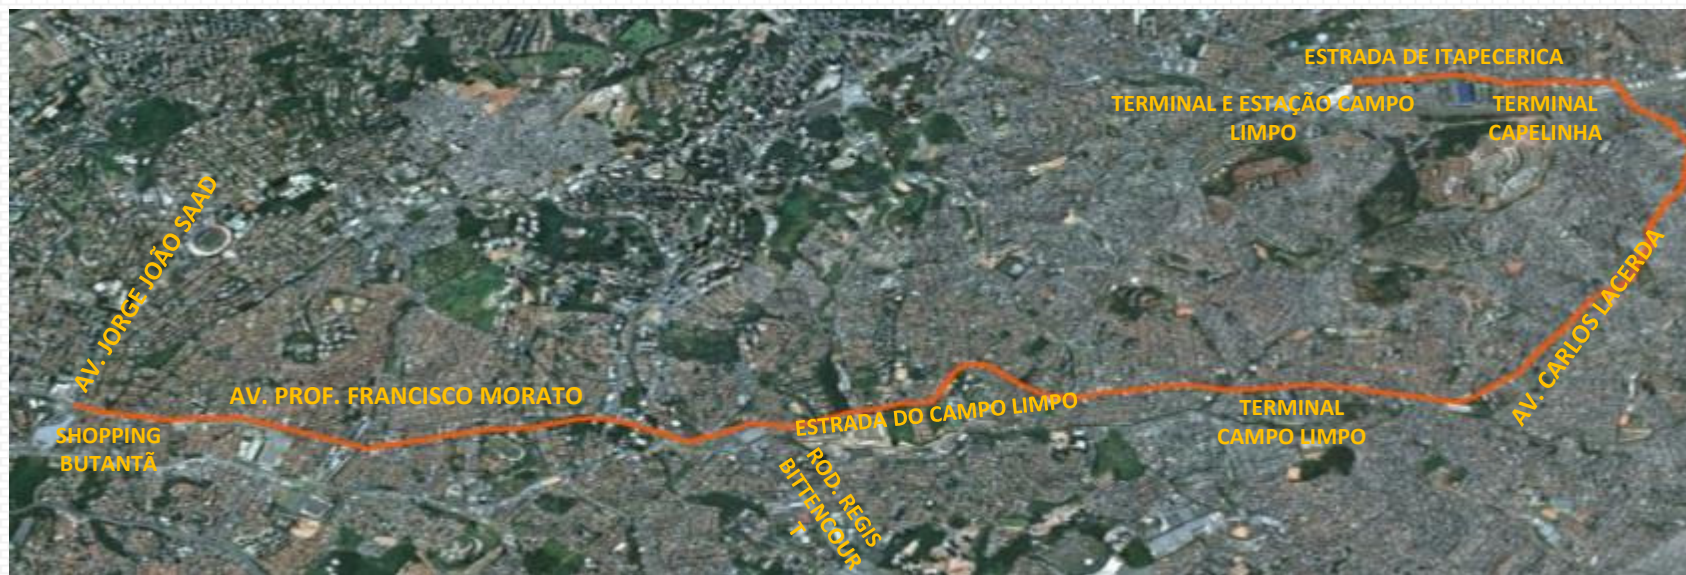 ESTRADA DE ITAPECERICA
TERMINAL E ESTAÇÃO CAMPO
LIMPO
TERMINAL
CAPELINHA
AV. JORGE JOÃO SAAD
AV. CARLOS LACERDA
AV. PROF. FRANCISCO MORATO
ESTRADA DO CAMPO LIMPO
TERMINAL
CAMPO LIMPO
SHOPPING
BUTANTÃ
ROD. REGIS
BITTENCOUR
T